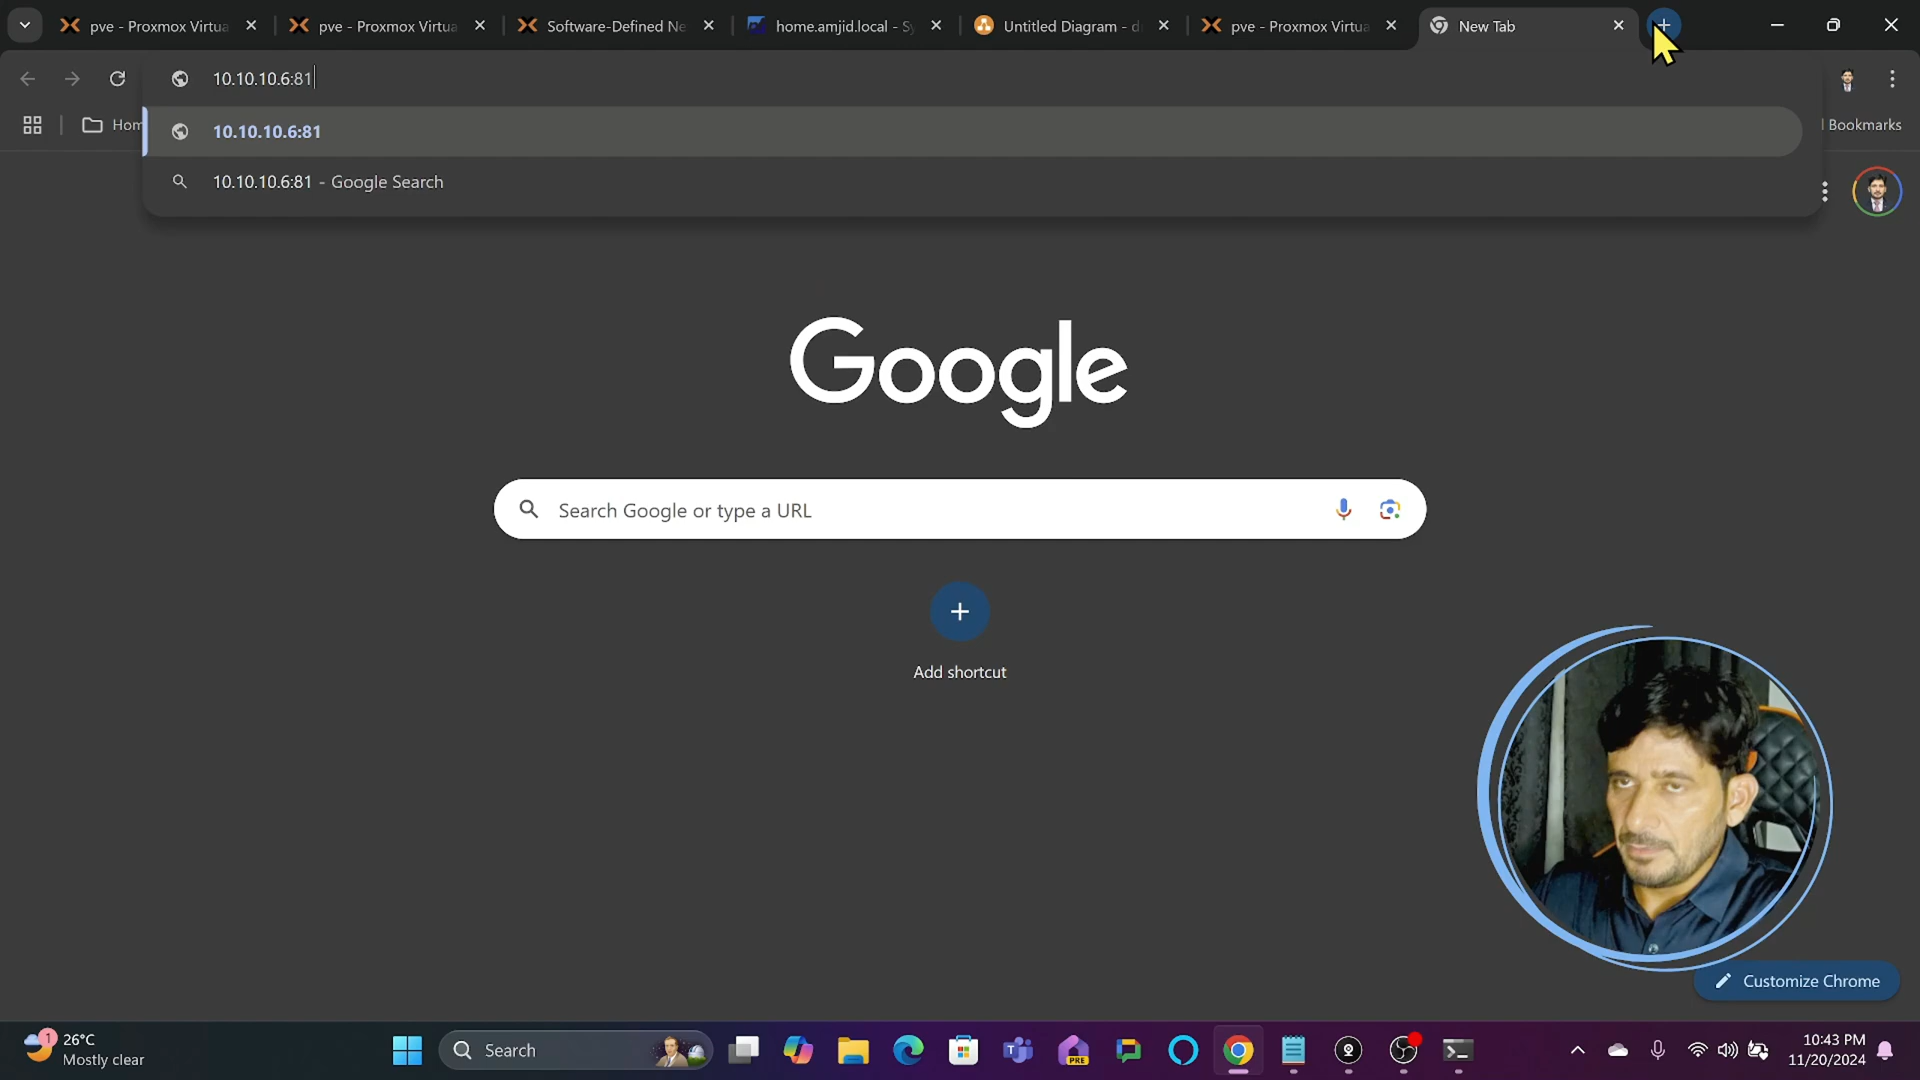 pve - Proxmox Virtua
pve - Proxmox Virtua
Software-Defined Ne
home.amjid.local - Sy
Untitled Diagram - d
pve - Proxmox Virtua
New Tab
10.10.10.6:81
Hom
10.10.10.6:81
Bookmarks
10.10.10.6:81 - Google Search
Google
Search Google or type a URL
Add shortcut
Customize Chrome
1
26°C
Mostly clear
Search
PRE
10:43 PM
11/20/2024